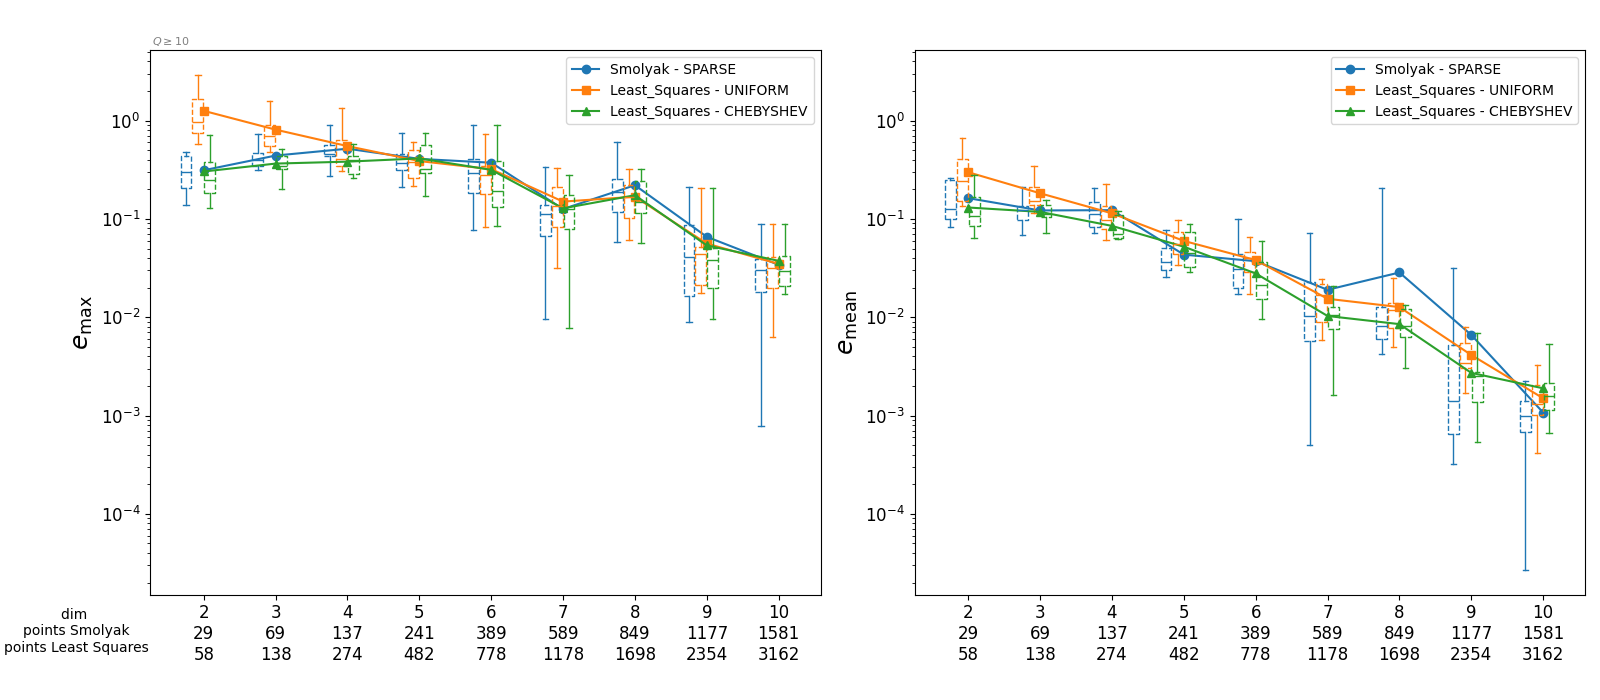 Q ≥ 10
Smolyak - SPARSE
Least_Squares - UNIFORM
Least_Squares - CHEBYSHEV
10⁰
10⁻¹
10⁻²
10⁻³
10⁻⁴
e_max
2 3 4 5 6 7 8 9 10
29 69 137 241 389 589 849 1177 1581
58 138 274 482 778 1178 1698 2354 3162
dim
points Smolyak
points Least Squares
Smolyak - SPARSE
Least_Squares - UNIFORM
Least_Squares - CHEBYSHEV
10⁰
10⁻¹
10⁻²
10⁻³
10⁻⁴
e_mean
2 3 4 5 6 7 8 9 10
29 69 137 241 389 589 849 1177 1581
58 138 274 482 778 1178 1698 2354 3162